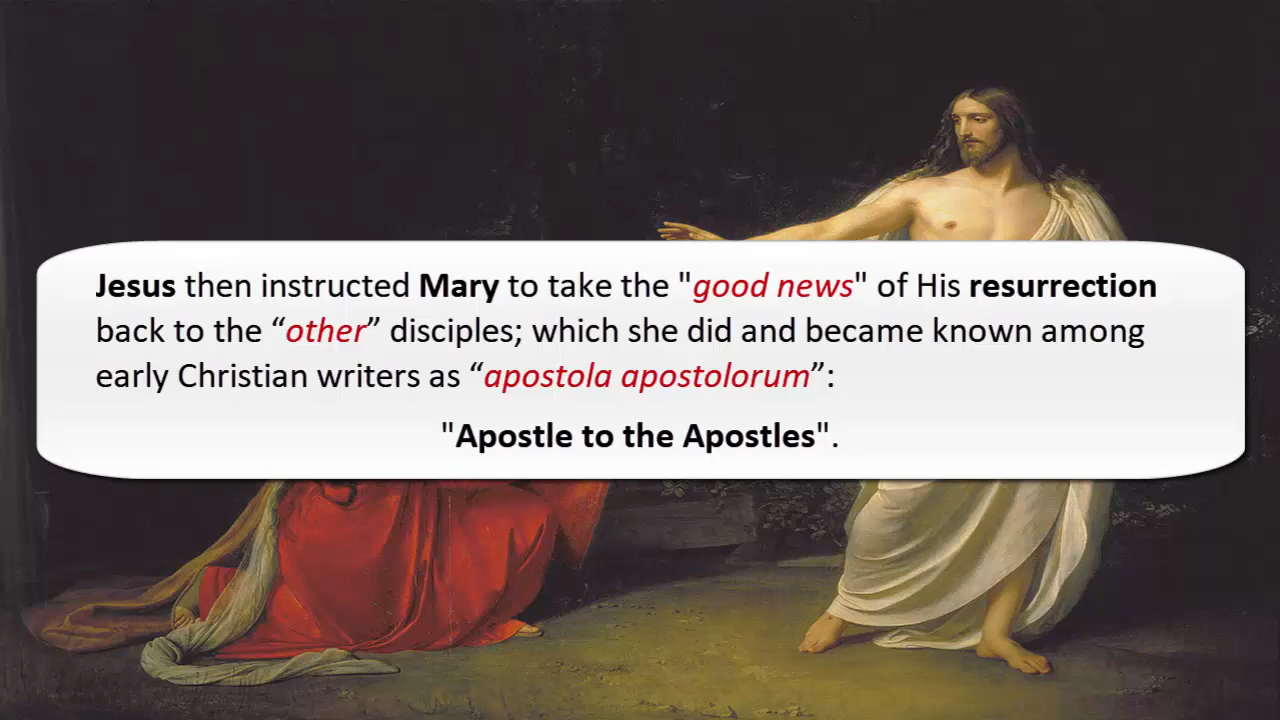 Jesus then instructed Mary to take the "good news" of His resurrection
back to the “other” disciples; which she did and became known among
early Christian writers as “apostola apostolorum”:
"Apostle to the Apostles".